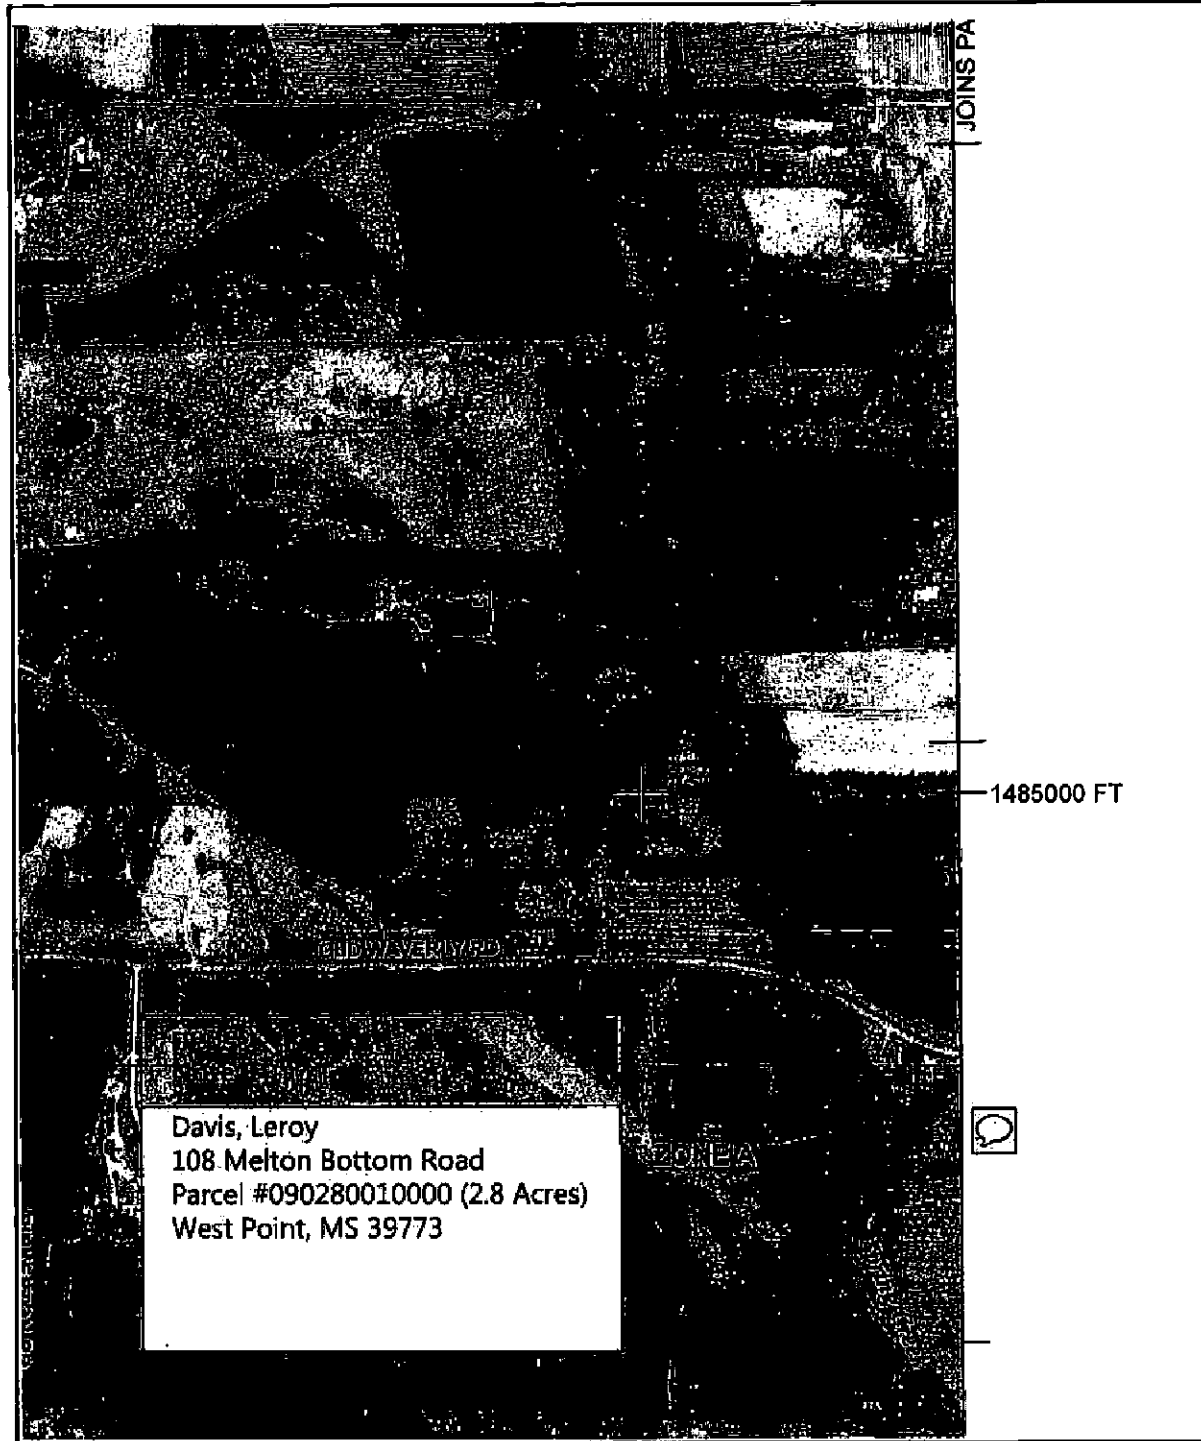 JOINS PA
1485000 FT
OLD WAVERLY RD
Davis, Leroy
108 Melton Bottom Road
Parcel #090280010000 (2.8 Acres)
West Point, MS 39773
ZONE A